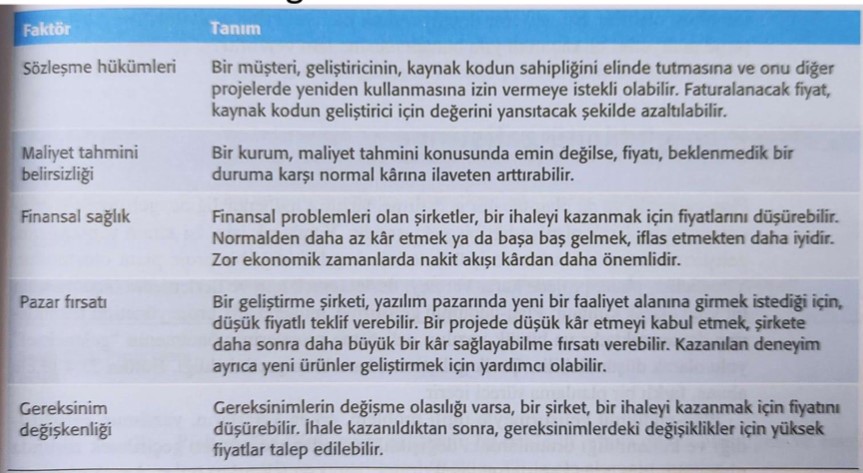 Faktör Tanım
Sözleşme hükümleri Bir müşteri, geliştiricinin, kaynak kodun sahipliğini elinde tutmasına ve onu diğer
projelerde yeniden kullanmasına izin vermeye istekli olabilir. Faturalanacak fiyat,
kaynak kodun geliştirici için değerini yansıtacak şekilde azaltılabilir.
Maliyet tahmini Bir kurum, maliyet tahmini konusunda emin değilse, fiyatı, beklenmedik bir
belirsizliği duruma karşı normal kârına ilaveten arttırabilir.
Finansal sağlık Finansal problemleri olan şirketler, bir ihaleyi kazanmak için fiyatlarını düşürebilir.
Normalden daha az kâr etmek ya da başa baş gelmek, iflas etmekten daha iyidir.
Zor ekonomik zamanlarda nakit akışı kârdan daha önemlidir.
Pazar fırsatı Bir geliştirme şirketi, yazılım pazarında yeni bir faaliyet alanına girmek istediği için,
düşük fiyatlı teklif verebilir. Bir projede düşük kâr etmeyi kabul etmek, şirkete
daha sonra daha büyük bir kâr sağlayabilme fırsatı verebilir. Kazanılan deneyim
ayrıca yeni ürünler geliştirmek için yardımcı olabilir.
Gereksinim Gereksinimlerin değişme olasılığı varsa, bir şirket, bir ihaleyi kazanmak için fiyatını
değişkenliği düşürebilir. İhale kazanıldıktan sonra, gereksinimlerdeki değişiklikler için yüksek
fiyatlar talep edilebilir.